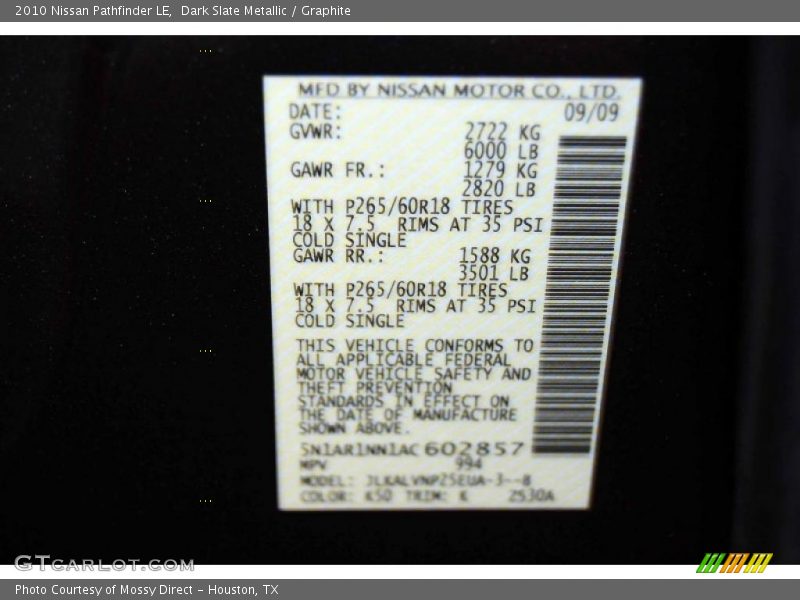 2010 Nissan Pathfinder LE,  Dark Slate Metallic / Graphite
MFD BY NISSAN MOTOR CO., LTD.
DATE: 09/09
GVWR: 2722 KG
6000 LB
GAWR FR.: 1279 KG
2820 LB
WITH P265/60R18 TIRES
18 X 7.5 RIMS AT 35 PSI
COLD SINGLE
GAWR RR.: 1588 KG
3501 LB
WITH P265/60R18 TIRES
18 X 7.5 RIMS AT 35 PSI
COLD SINGLE
THIS VEHICLE CONFORMS TO
ALL APPLICABLE FEDERAL
MOTOR VEHICLE SAFETY AND
THEFT PREVENTION
STANDARDS IN EFFECT ON
THE DATE OF MANUFACTURE
SHOWN ABOVE.
5N1AR1NN1AC602857
MPV 994
MODEL: JLKALVNP25EUA-3--8
COLOR: K50 TRIM: K 2530A
GTCarLot.com
Photo Courtesy of Mossy Direct – Houston, TX